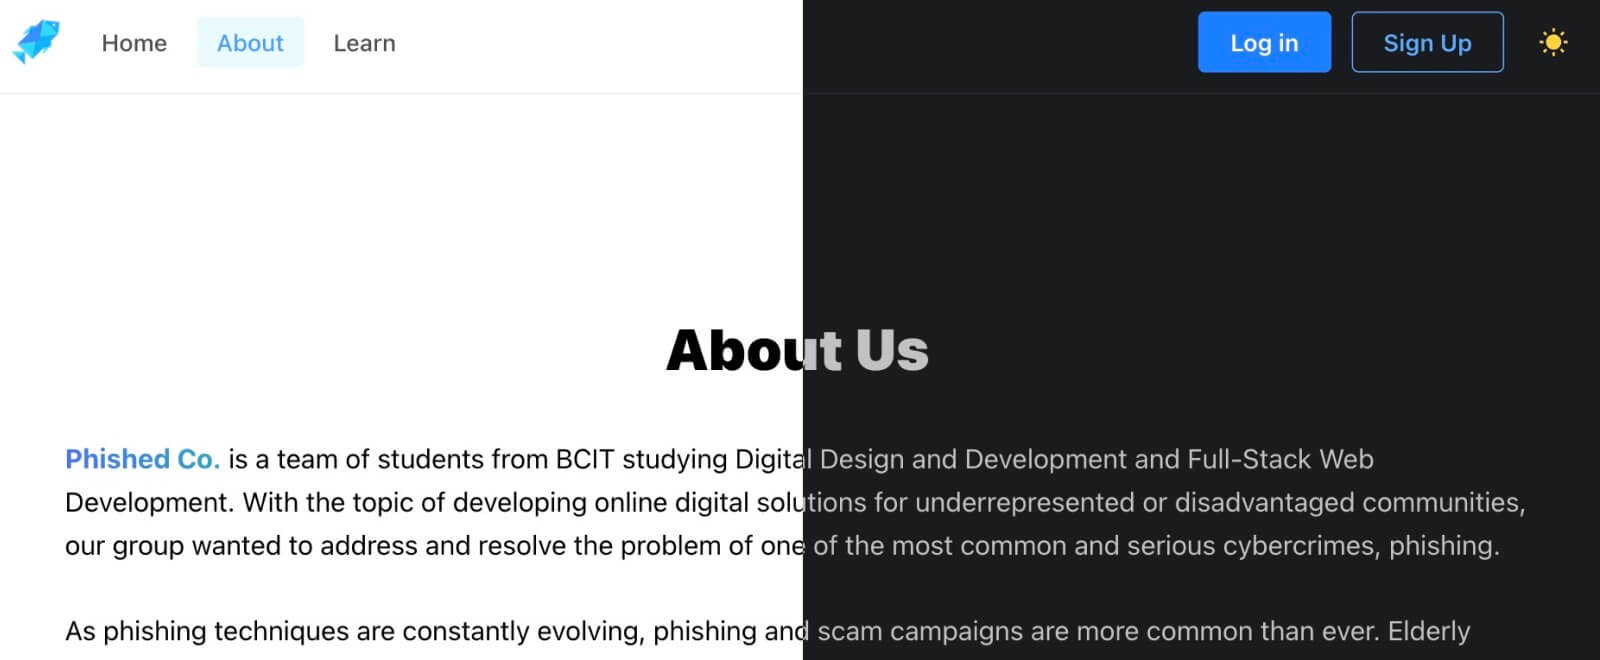 Home About Learn Log in Sign Up
About Us
Phished Co. is a team of students from BCIT studying Digital Design and Development and Full-Stack Web
Development. With the topic of developing online digital solutions for underrepresented or disadvantaged communities,
our group wanted to address and resolve the problem of one of the most common and serious cybercrimes, phishing.
As phishing techniques are constantly evolving, phishing and scam campaigns are more common than ever. Elderly